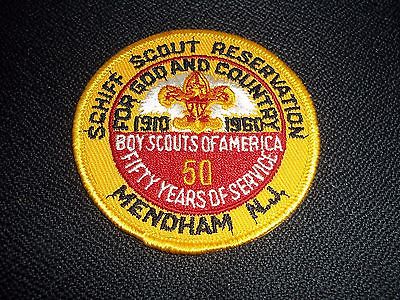 SCHIFF SCOUT RESERVATION
FOR GOD AND COUNTRY
1910 1960
BOY SCOUTS OF AMERICA
50
FIFTY YEARS OF SERVICE
MENDHAM N.J.